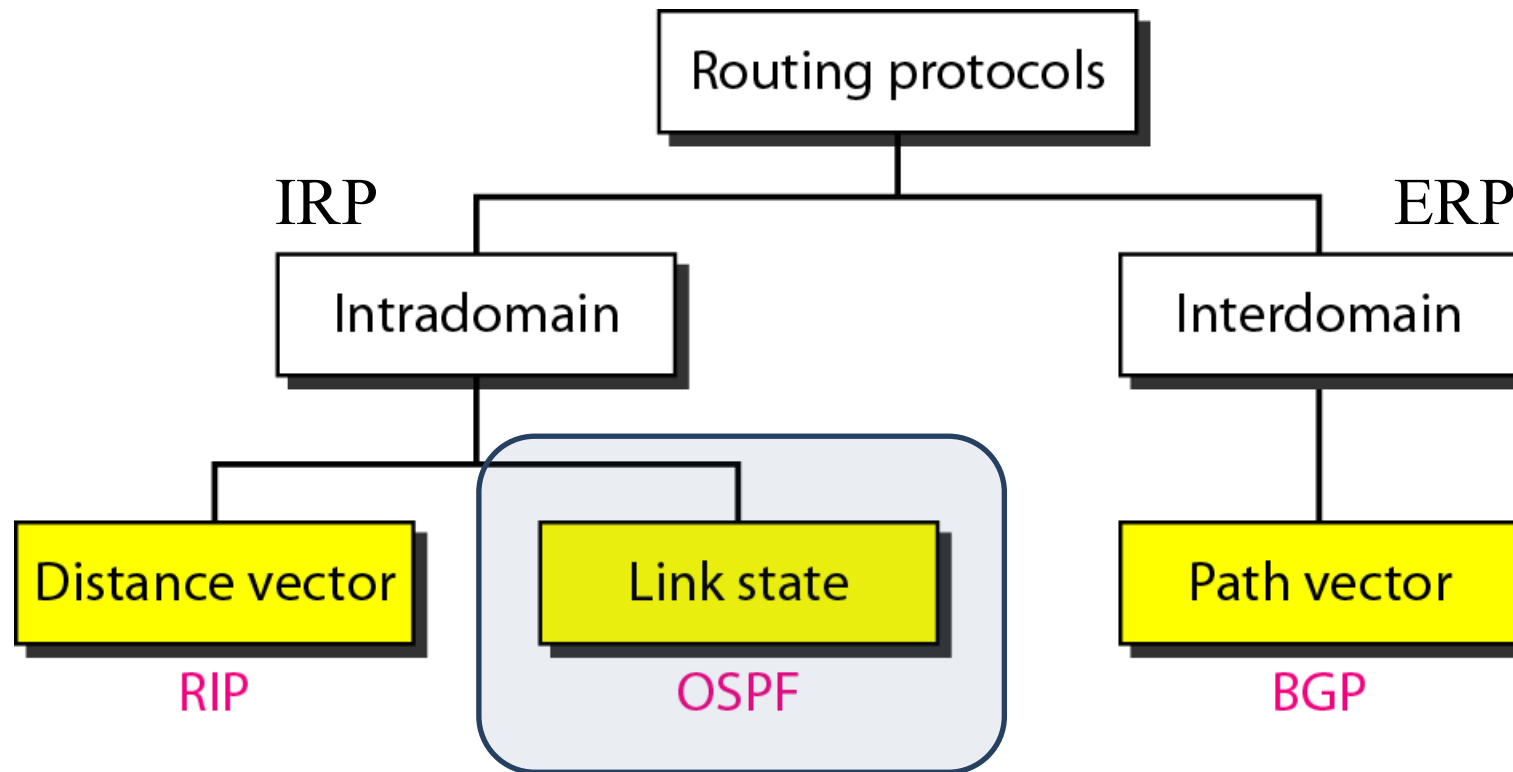 Routing protocols
IRP
ERP
Intradomain
Interdomain
Distance vector
Link state
Path vector
RIP
OSPF
BGP